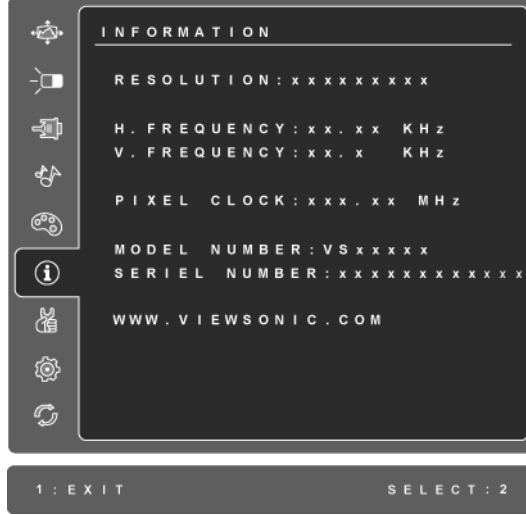 INFORMATION
RESOLUTION:xxxxxxxxx
H.FREQUENCY:xx.xx KHz
V.FREQUENCY:xx.x KHz
PIXEL CLOCK:xxx.xx MHz
MODEL NUMBER:VSxxxxx
SERIEL NUMBER:xxxxxxxxxxxx
WWW.VIEWSONIC.COM
1:EXIT SELECT:2